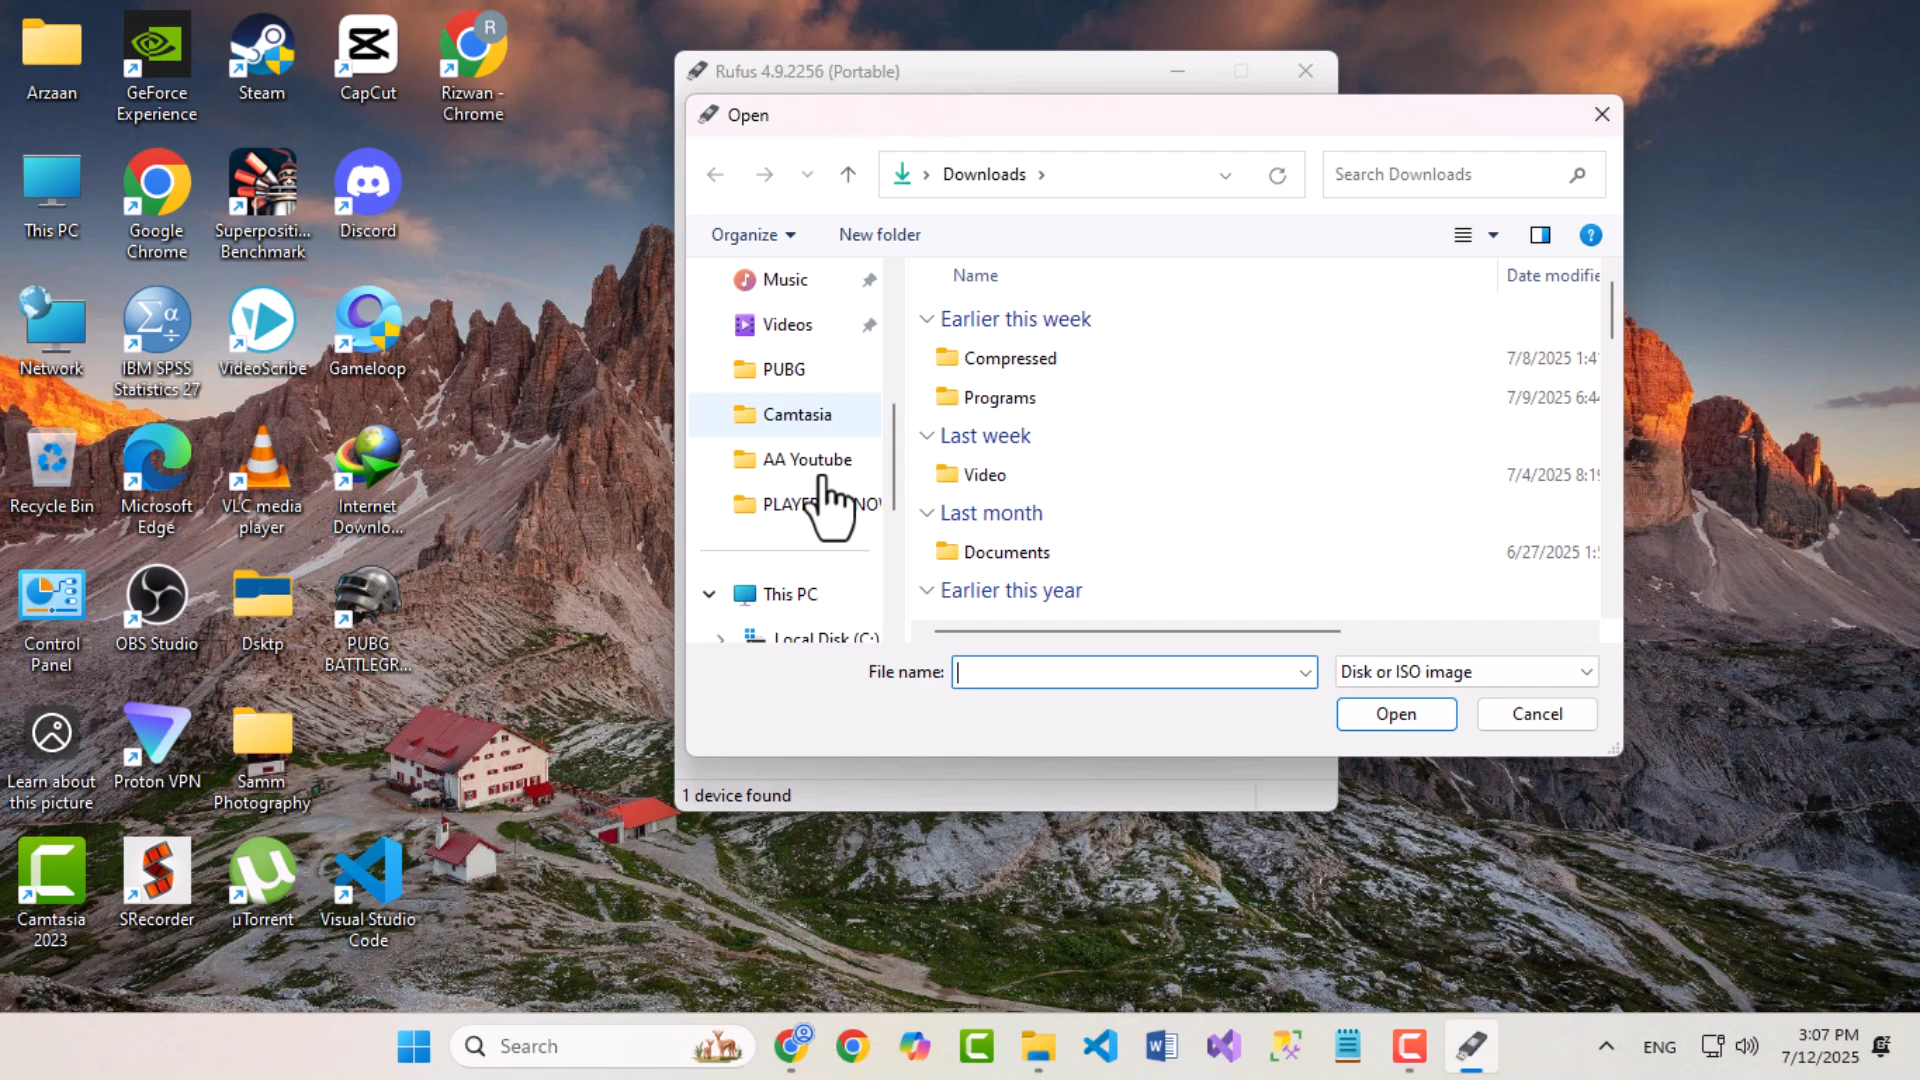 Arzaan
GeForce
Experience
Steam
CapCut
R
Rizwan -
Chrome
This PC
Google
Chrome
Superpositi...
Benchmark
Discord
Network
IBM SPSS
Statistics 27
VideoScribe
Gameloop
Recycle Bin
Microsoft
Edge
VLC media
player
Internet
Downlo...
Control
Panel
OBS Studio
Dsktp
PUBG
BATTLEGR...
Learn about
this picture
Proton VPN
Samm
Photography
Camtasia
2023
SRecorder
µTorrent
Visual Studio
Code
Rufus 4.9.2256 (Portable)
Open
Downloads
Search Downloads
Organize
New folder
Music
Videos
PUBG
Camtasia
AA Youtube
This PC
Local Disk (C:)
Name
Date modifie
Earlier this week
Compressed
7/8/2025 1:4
Programs
7/9/2025 6:4
Last week
Video
7/4/2025 8:1
Last month
Documents
6/27/2025 1:
Earlier this year
File name:
Disk or ISO image
Open
Cancel
1 device found
Search
ENG
3:07 PM
7/12/2025